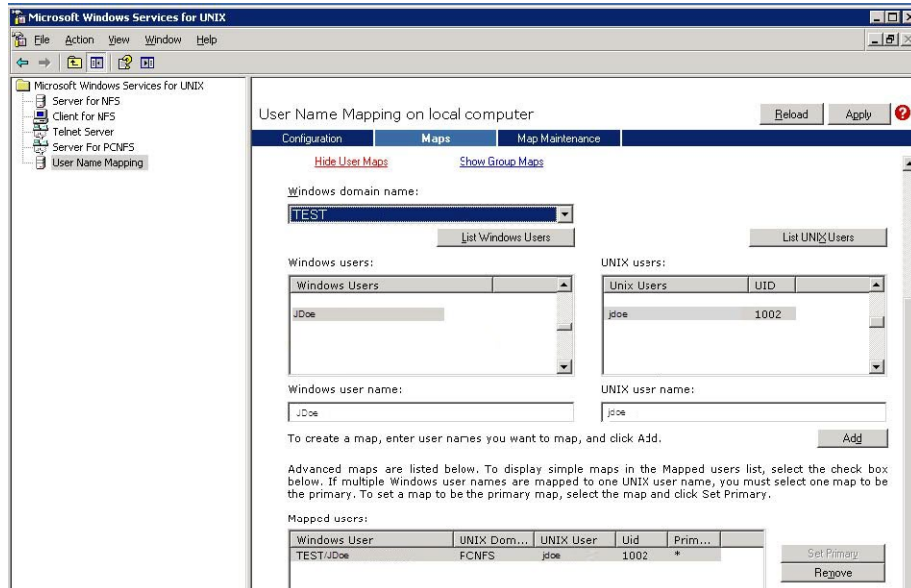 Microsoft Windows Services for UNIX
File Action View Window Help
Microsoft Windows Services for UNIX
Server for NFS
Client for NFS
Telnet Server
Server For PCNFS
User Name Mapping
User Name Mapping on local computer
Reload Apply
Configuration Maps Map Maintenance
Hide User Maps Show Group Maps
Windows domain name:
TEST
List Windows Users List UNIX Users
Windows users: UNIX users:
Windows Users Unix Users UID
JDoe jdoe 1002
Windows user name: UNIX user name:
JDoe jdoe
To create a map, enter user names you want to map, and click Add. Add
Advanced maps are listed below. To display simple maps in the Mapped users list, select the check box
below. If multiple Windows user names are mapped to one UNIX user name, you must select one map to be
the primary. To set a map to be the primary map, select the map and click Set Primary.
Mapped users:
Windows User UNIX Dom... UNIX User Uid Prim...
TEST/JDoe PCNFS jdoe 1002 *
Set Primary
Remove